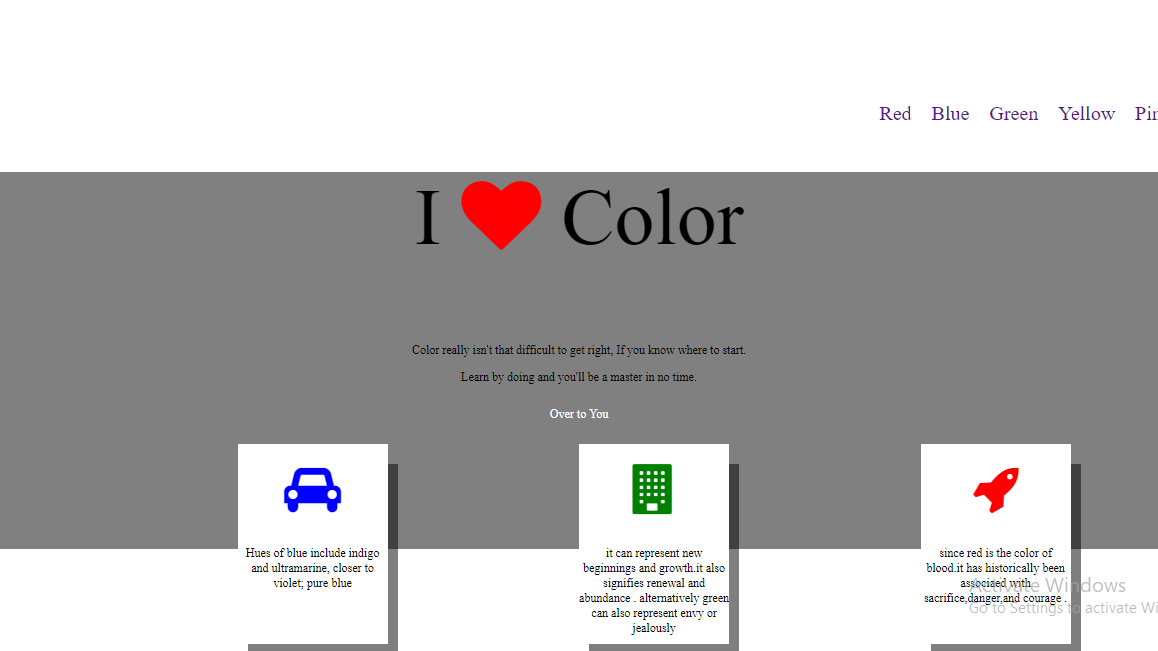 Red Blue Green Yellow Pin
I Color
Color really isn't that difficult to get right, If you know where to start.
Learn by doing and you'll be a master in no time.
Over to You
Hues of blue include indigo
and ultramarine, closer to
violet; pure blue
it can represent new
beginnings and growth.it also
signifies renewal and
abundance . alternatively green
can also represent envy or
jealously
since red is the color of
blood.it has historically been
associaed with
sacrifice,danger,and courage .
Activate Windows
Go to Settings to activate Wi